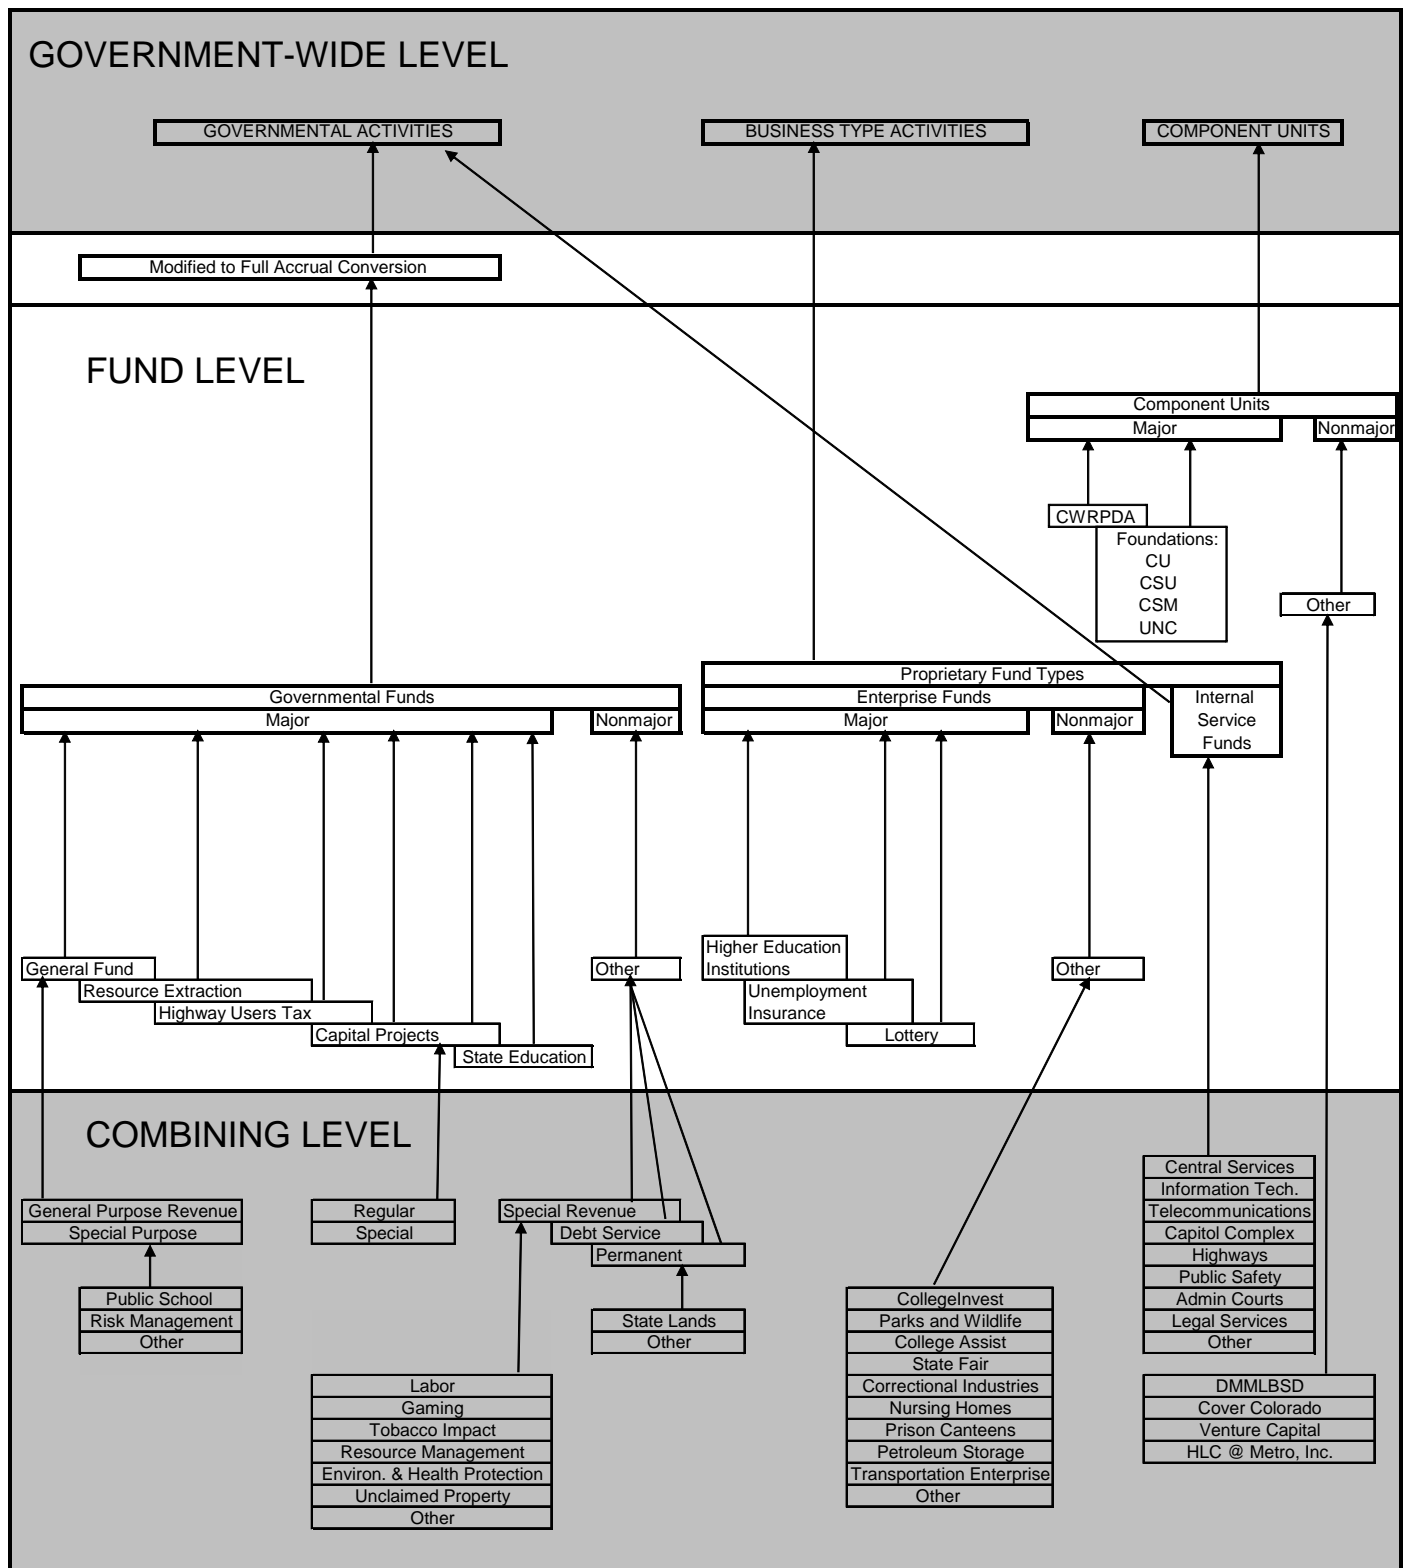 GOVERNMENT-WIDE LEVEL
GOVERNMENTAL ACTIVITIES
BUSINESS TYPE ACTIVITIES
COMPONENT UNITS
Modified to Full Accrual Conversion
FUND LEVEL
Component Units
Major
Nonmajor
CWRPDA
Foundations:
CU
CSU
CSM
UNC
Other
Governmental Funds
Major
Nonmajor
Proprietary Fund Types
Enterprise Funds
Major
Nonmajor
Internal
Service
Funds
General Fund
Resource Extraction
Highway Users Tax
Capital Projects
State Education
Other
Higher Education
Institutions
Unemployment
Insurance
Lottery
Other
COMBINING LEVEL
General Purpose Revenue
Special Purpose
Public School
Risk Management
Other
Regular
Special
Special Revenue
Debt Service
Permanent
State Lands
Other
Labor
Gaming
Tobacco Impact
Resource Management
Environ. & Health Protection
Unclaimed Property
Other
CollegeInvest
Parks and Wildlife
College Assist
State Fair
Correctional Industries
Nursing Homes
Prison Canteens
Petroleum Storage
Transportation Enterprise
Other
Central Services
Information Tech.
Telecommunications
Capitol Complex
Highways
Public Safety
Admin Courts
Legal Services
Other
DMMLBSD
Cover Colorado
Venture Capital
HLC @ Metro, Inc.